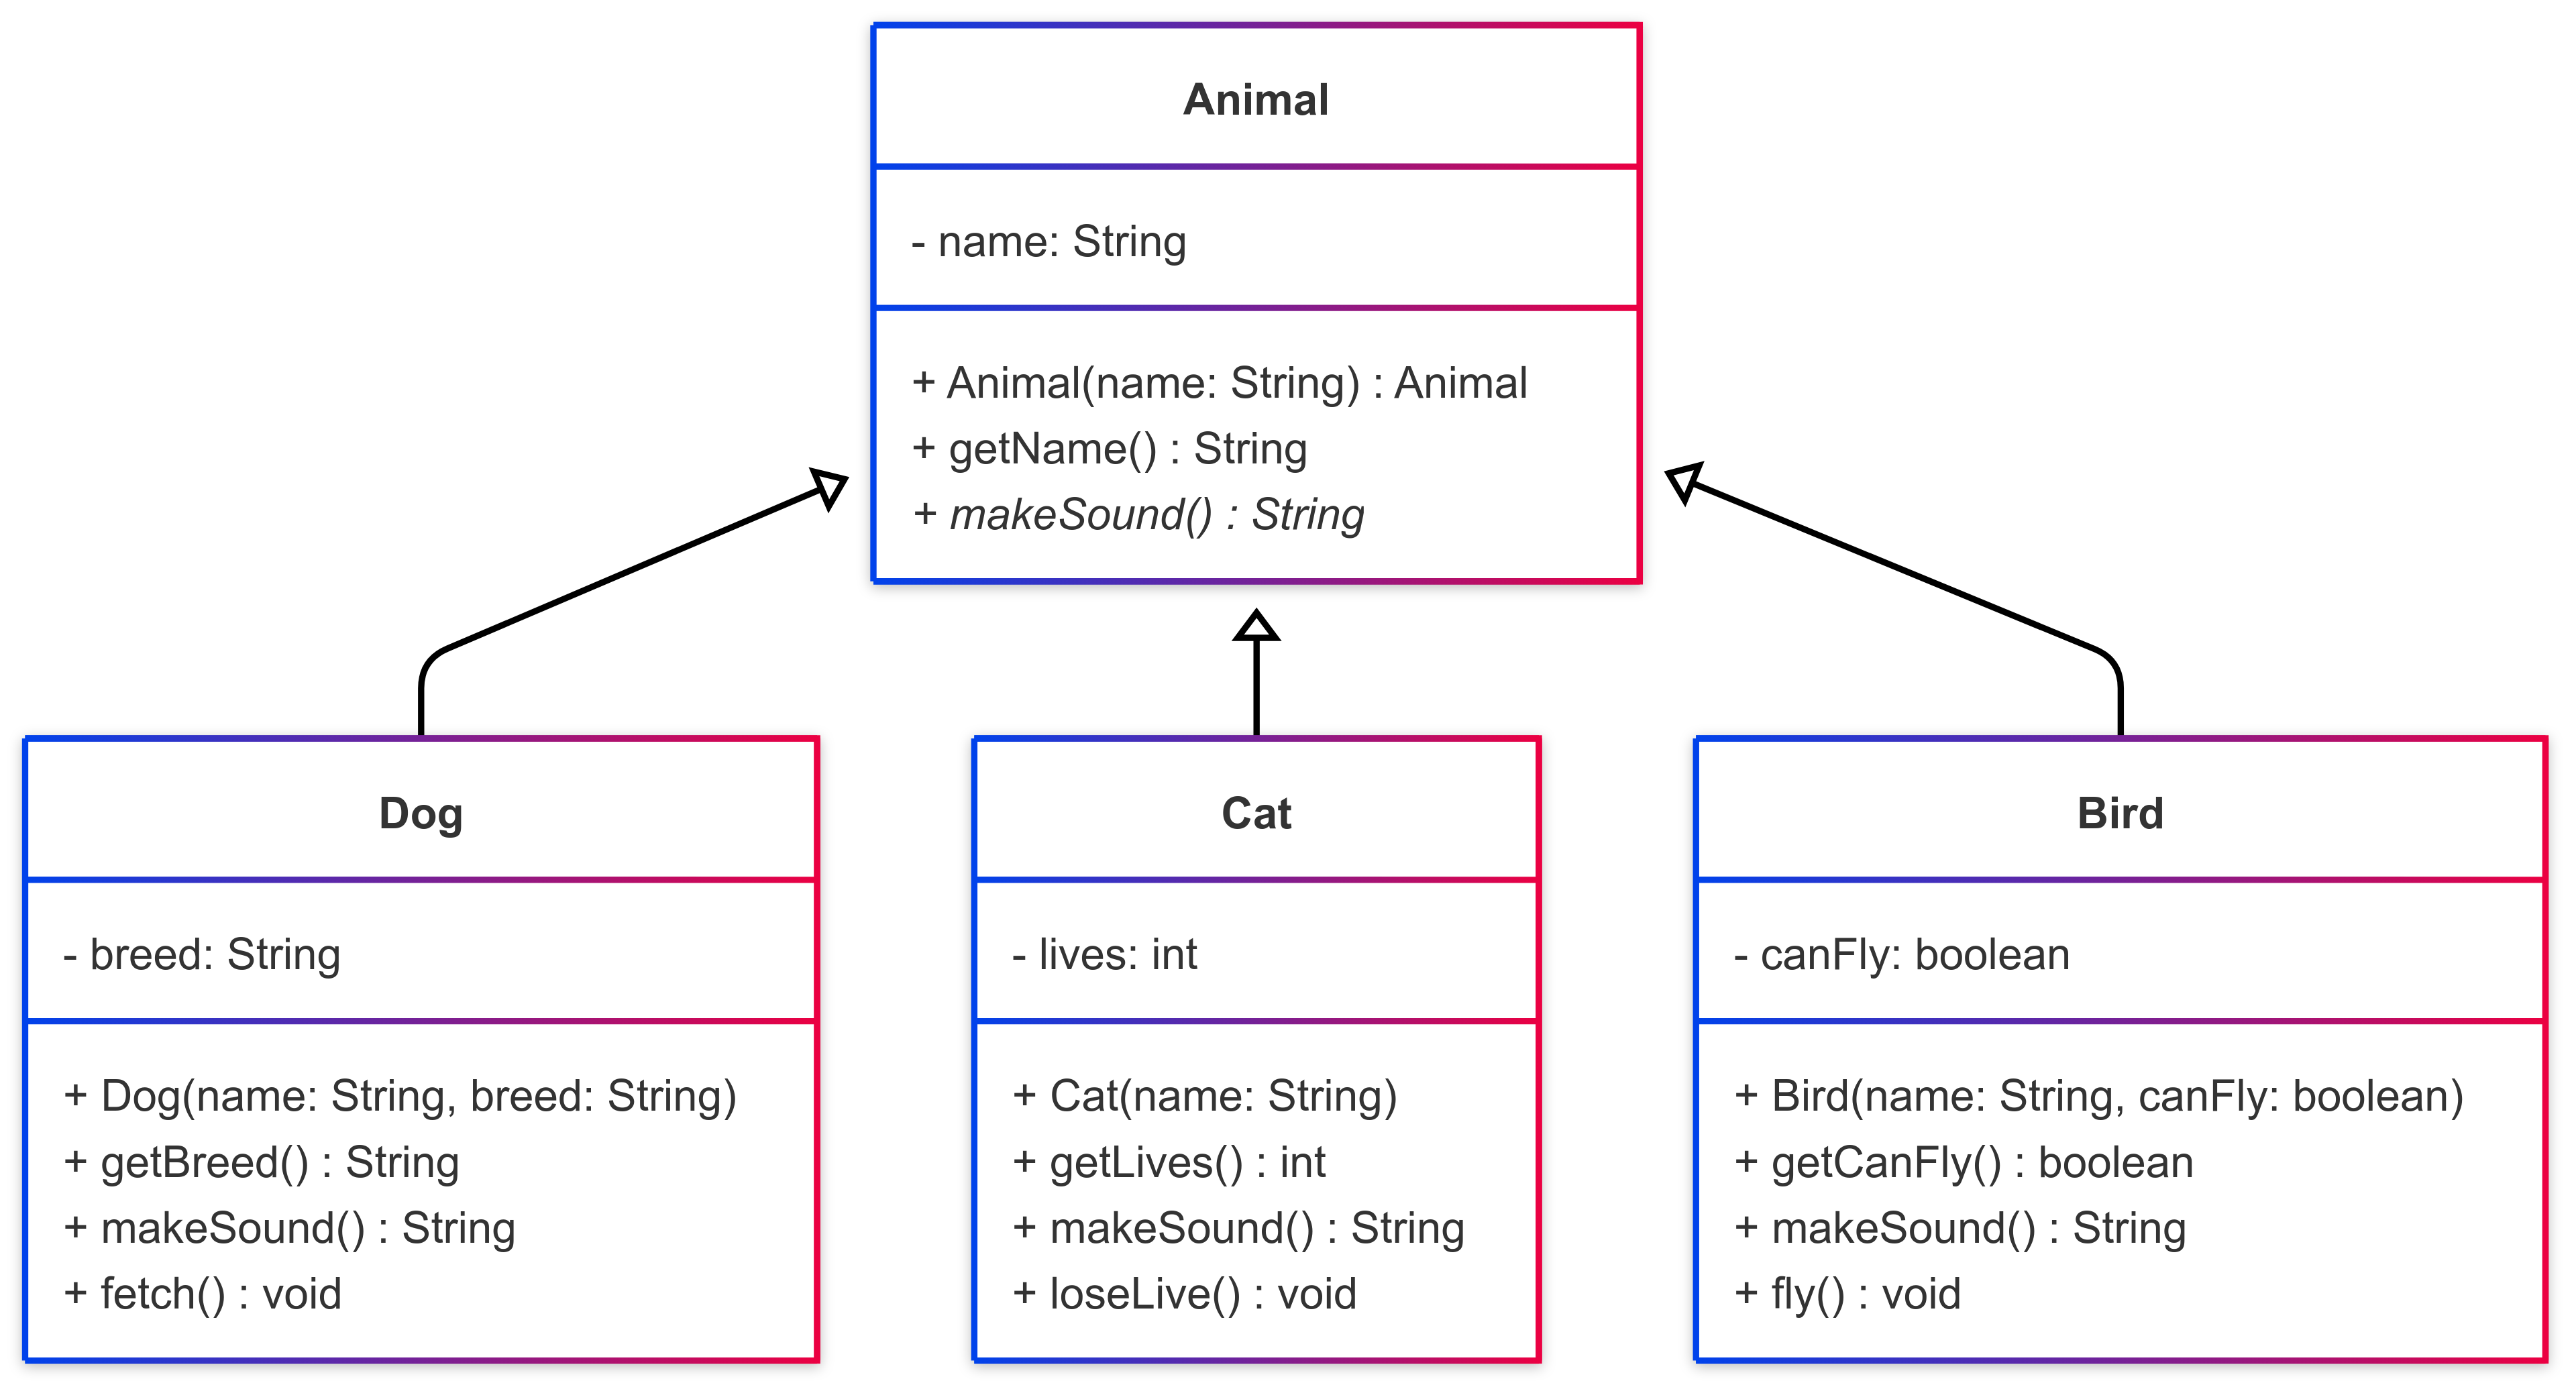 Animal
- name: String
+ Animal(name: String) : Animal
+ getName() : String
+ makeSound() : String
Dog
- breed: String
+ Dog(name: String, breed: String)
+ getBreed() : String
+ makeSound() : String
+ fetch() : void
Cat
- lives: int
+ Cat(name: String)
+ getLives() : int
+ makeSound() : String
+ loseLive() : void
Bird
- canFly: boolean
+ Bird(name: String, canFly: boolean)
+ getCanFly() : boolean
+ makeSound() : String
+ fly() : void